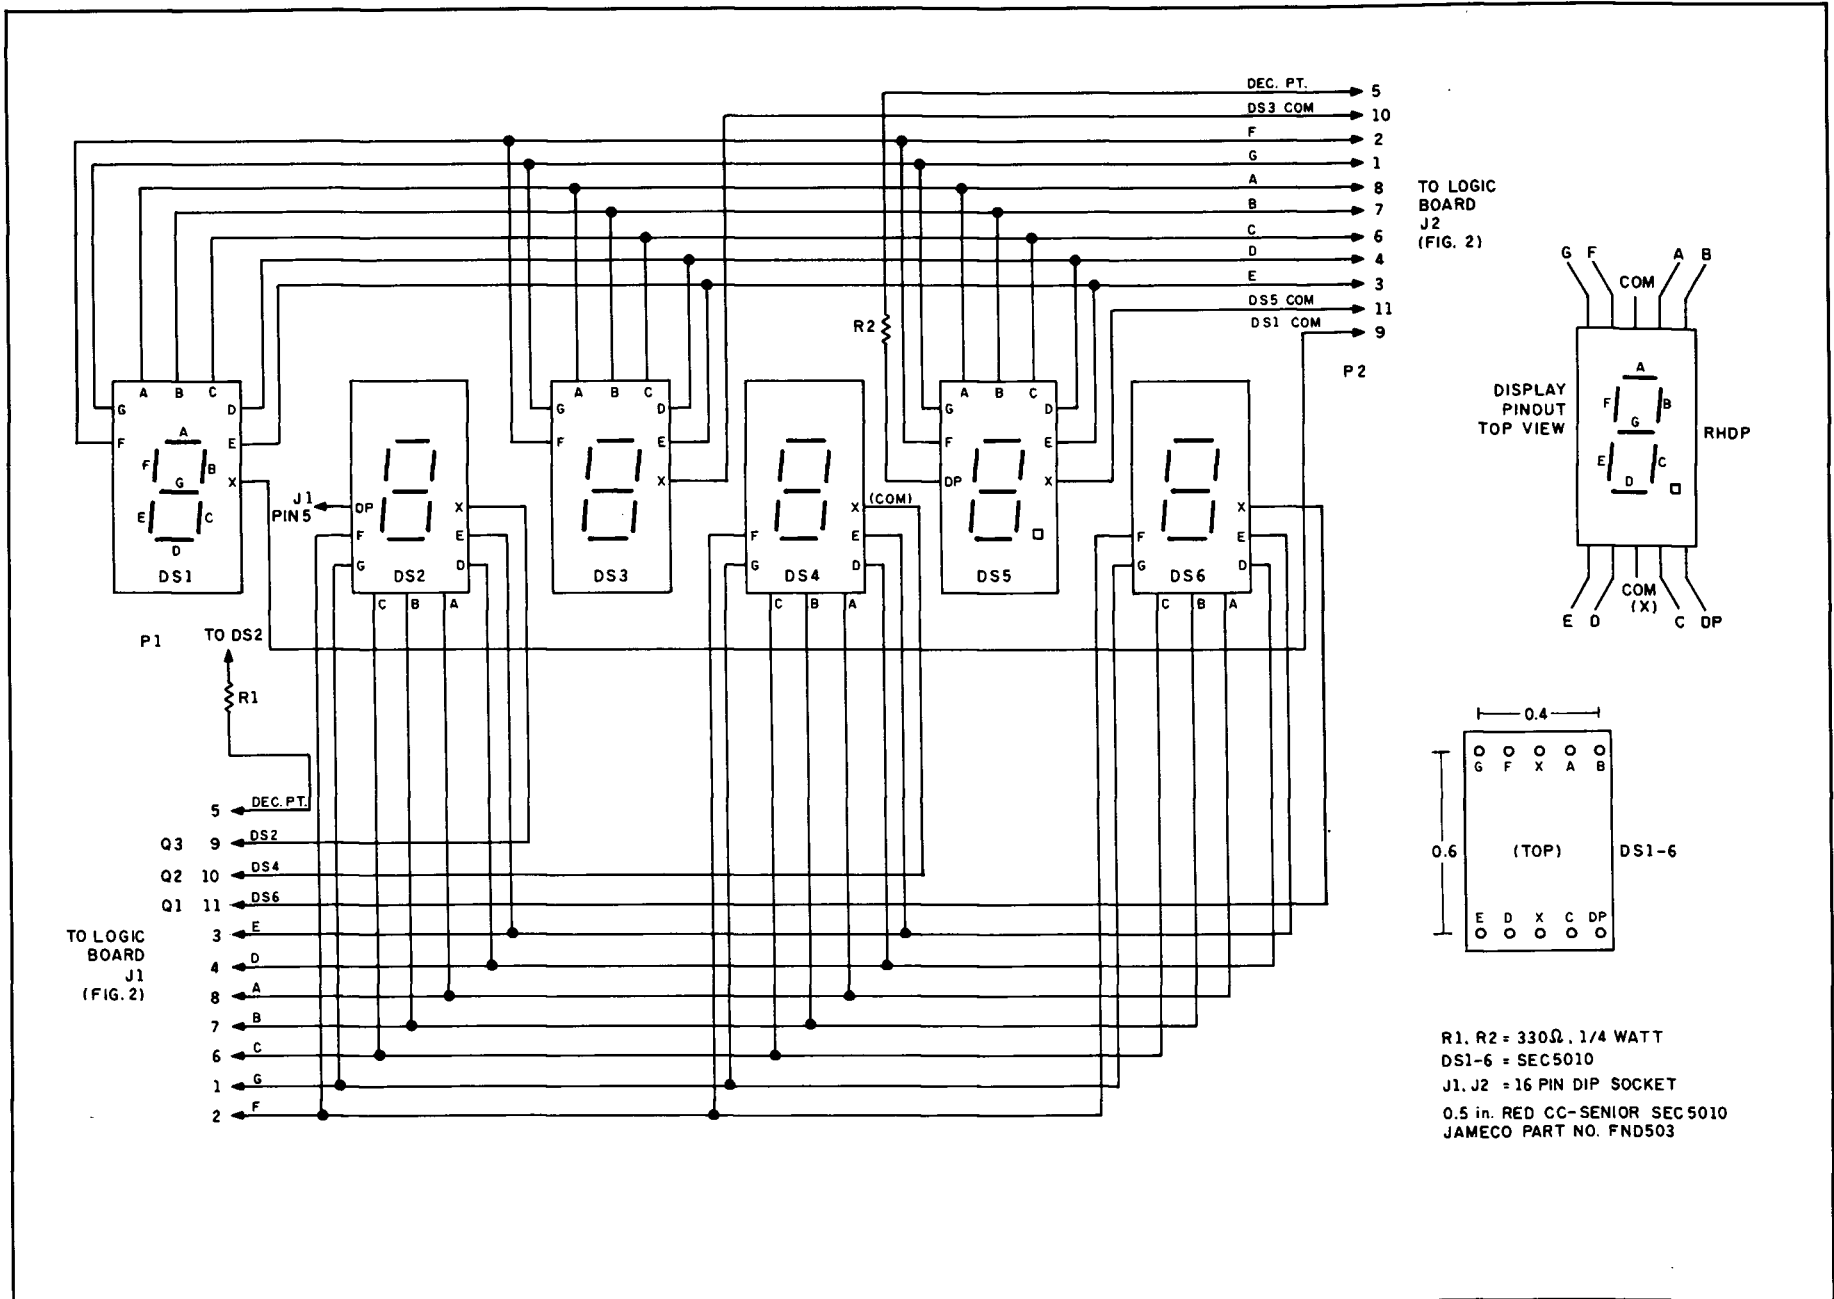 DEC. PT. 5
DS3 COM 10
F 2
G 1
A 8
B 7
C 6
D 4
E 3
DS5 COM 11
DS1 COM 9
TO LOGIC
BOARD
J2
(FIG. 2)
P2
R2
A B C
G D
F E
X
A
F B
G
E C
D
DS1
J1
PIN 5
DP X
F E
G D
DS2
C B A
A B C
G D
F E
X
DS3
(COM)
X
F E
G D
DS4
C B A
A B C
G D
F E
DP X
DS5
X
F E
G D
DS6
C B A
P1
TO DS2
R1
5 DEC. PT.
Q3 9 DS2
Q2 10 DS4
Q1 11 DS6
3 E
4 D
8 A
7 B
6 C
1 G
2 F
TO LOGIC
BOARD
J1
(FIG. 2)
G F COM A B
DISPLAY
PINOUT
TOP VIEW
A
F B
G
E C
D
RHDP
E D COM (X) C DP
0.4
G F X A B
0.6
(TOP)
DS1-6
E D X C DP
R1, R2 = 330Ω, 1/4 WATT
DS1-6 = SEC5010
J1, J2 = 16 PIN DIP SOCKET
0.5 in. RED CC-SENIOR SEC5010
JAMECO PART NO. FND503